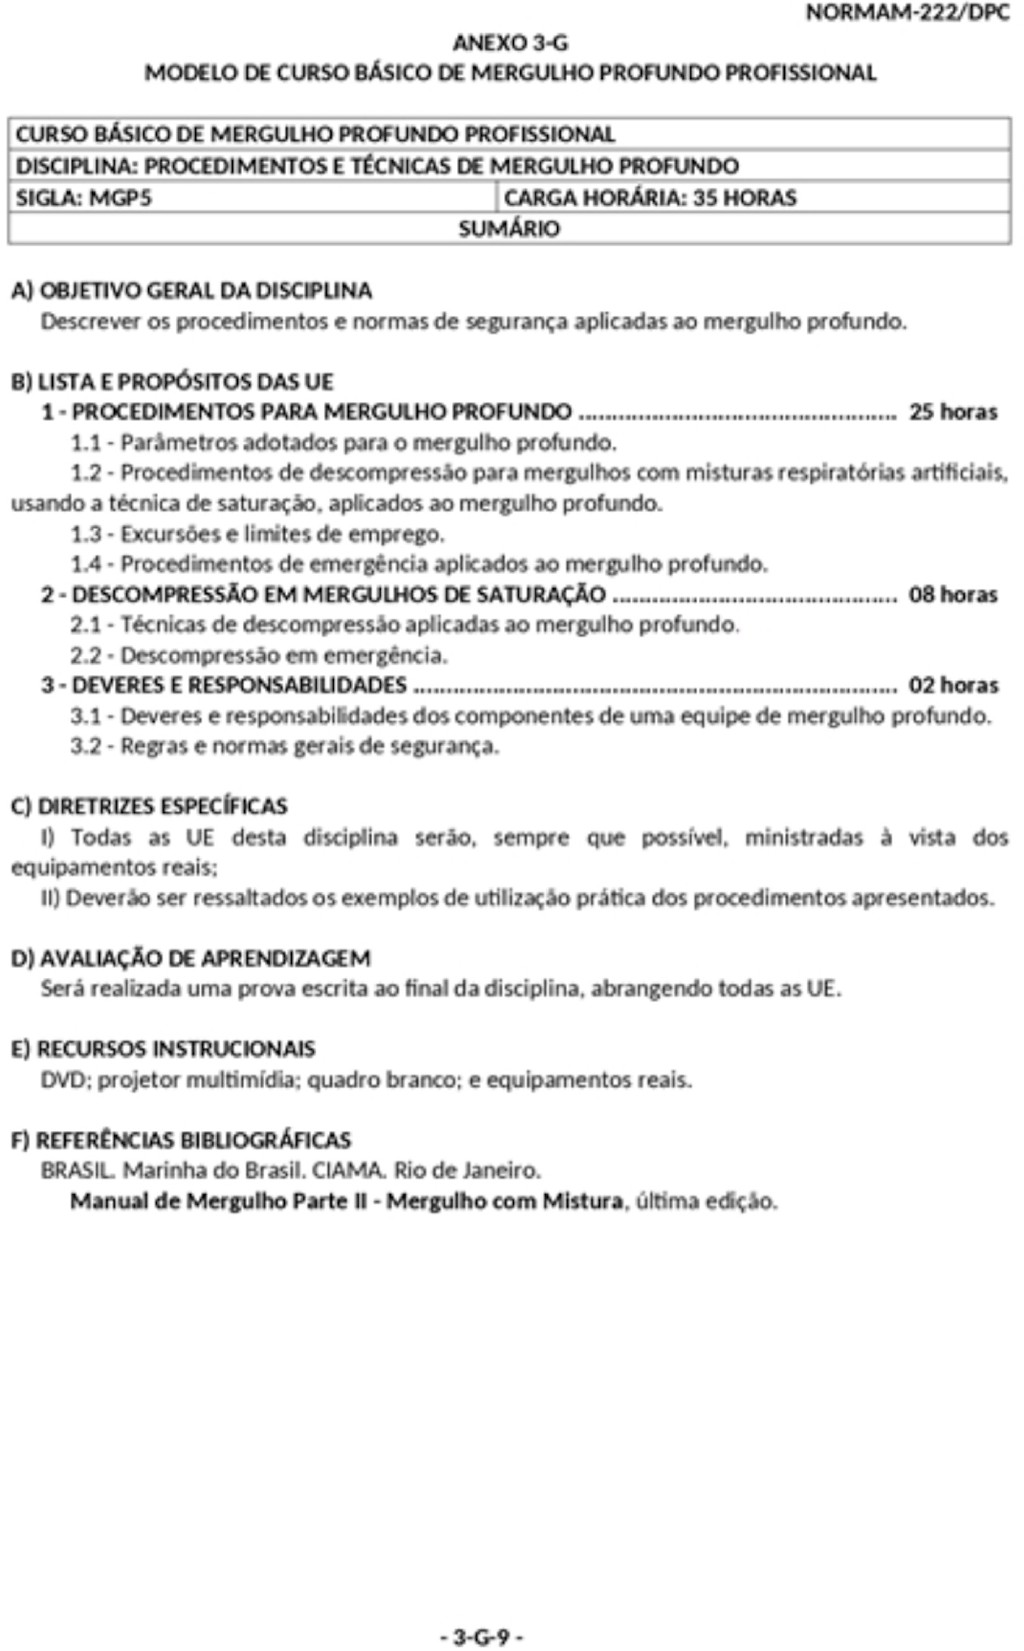 NORMAM-222/DPC
ANEXO 3-G
MODELO DE CURSO BÁSICO DE MERGULHO PROFUNDO PROFISSIONAL
CURSO BÁSICO DE MERGULHO PROFUNDO PROFISSIONAL
DISCIPLINA: PROCEDIMENTOS E TÉCNICAS DE MERGULHO PROFUNDO
SIGLA: MGP5 CARGA HORÁRIA: 35 HORAS
SUMÁRIO
A) OBJETIVO GERAL DA DISCIPLINA
Descrever os procedimentos e normas de segurança aplicadas ao mergulho profundo.
B) LISTA E PROPÓSITOS DAS UE
1 - PROCEDIMENTOS PARA MERGULHO PROFUNDO ................................................ 25 horas
1.1 - Parâmetros adotados para o mergulho profundo.
1.2 - Procedimentos de descompressão para mergulhos com misturas respiratórias artificiais,
usando a técnica de saturação, aplicados ao mergulho profundo.
1.3 - Excursões e limites de emprego.
1.4 - Procedimentos de emergência aplicados ao mergulho profundo.
2 - DESCOMPRESSÃO EM MERGULHOS DE SATURAÇÃO ........................................... 08 horas
2.1 - Técnicas de descompressão aplicadas ao mergulho profundo.
2.2 - Descompressão em emergência.
3 - DEVERES E RESPONSABILIDADES ......................................................................... 02 horas
3.1 - Deveres e responsabilidades dos componentes de uma equipe de mergulho profundo.
3.2 - Regras e normas gerais de segurança.
C) DIRETRIZES ESPECÍFICAS
I) Todas as UE desta disciplina serão, sempre que possível, ministradas à vista dos
equipamentos reais;
II) Deverão ser ressaltados os exemplos de utilização prática dos procedimentos apresentados.
D) AVALIAÇÃO DE APRENDIZAGEM
Será realizada uma prova escrita ao final da disciplina, abrangendo todas as UE.
E) RECURSOS INSTRUCIONAIS
DVD; projetor multimídia; quadro branco; e equipamentos reais.
F) REFERÊNCIAS BIBLIOGRÁFICAS
BRASIL. Marinha do Brasil. CIAMA. Rio de Janeiro.
Manual de Mergulho Parte II - Mergulho com Mistura, última edição.
- 3-G-9 -